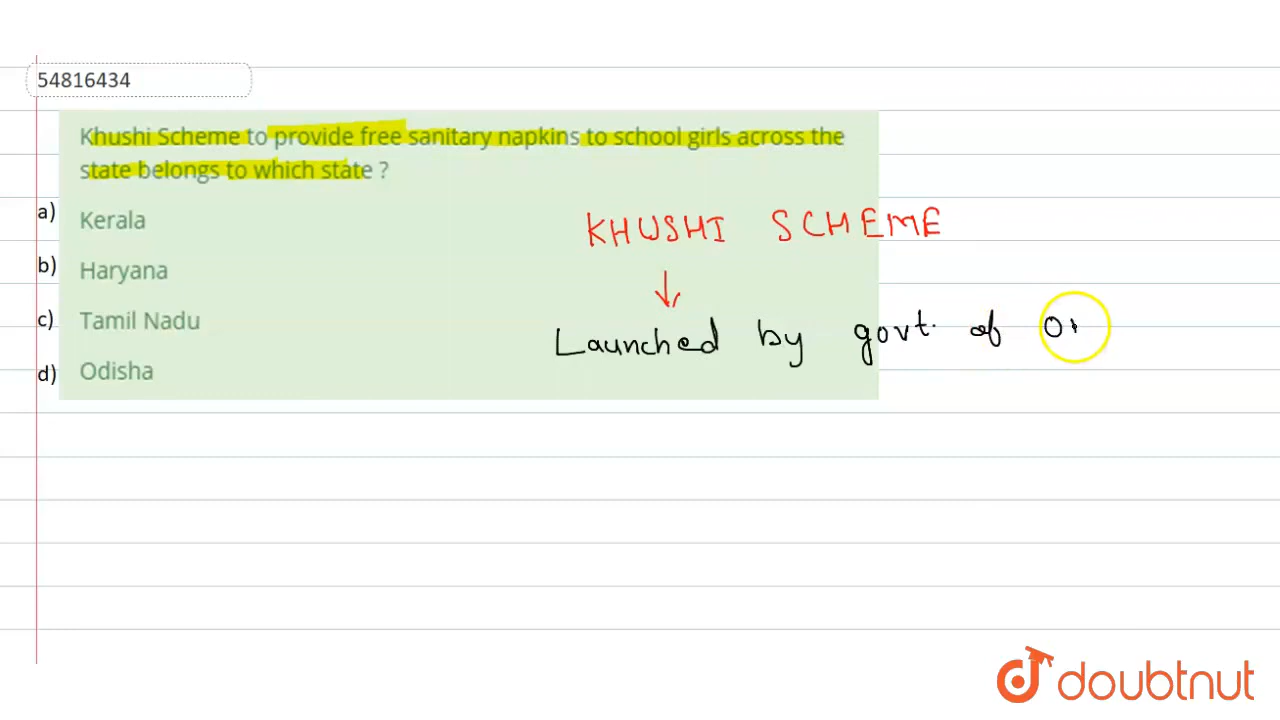 54816434
Khushi Scheme to provide free sanitary napkins to school girls across the
state belongs to which state ?
a) Kerala
b) Haryana
c) Tamil Nadu
d) Odisha
KHUSHI SCHEME
↓
Launched by govt. of
doubtnut